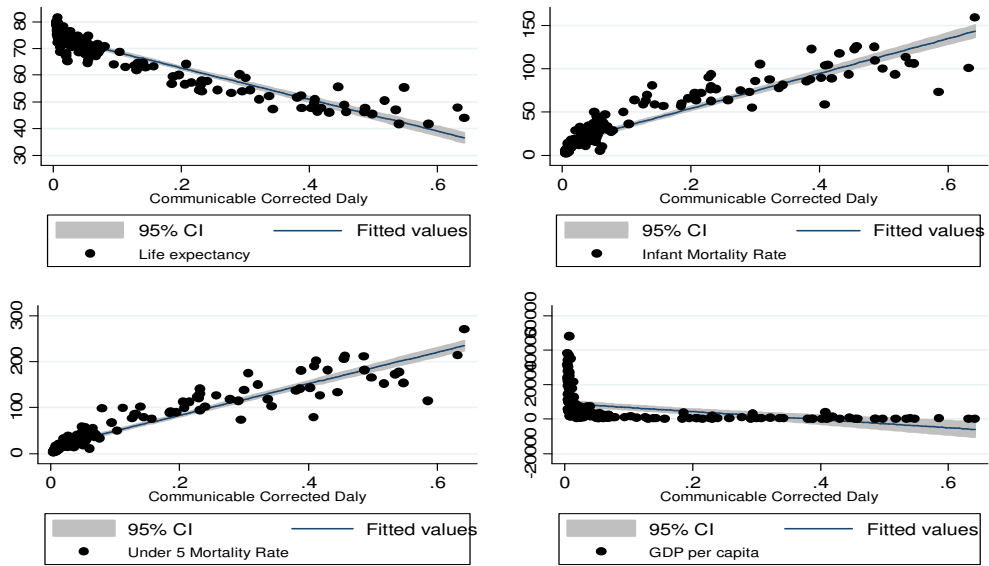 80
70
60
50
40
30
0 .2 .4 .6
Communicable Corrected Daly
95% CI Fitted values
Life expectancy
150
100
50
0
0 .2 .4 .6
Communicable Corrected Daly
95% CI Fitted values
Infant Mortality Rate
300
200
100
0
0 .2 .4 .6
Communicable Corrected Daly
95% CI Fitted values
Under 5 Mortality Rate
60000
40000
20000
0
-20000
0 .2 .4 .6
Communicable Corrected Daly
95% CI Fitted values
GDP per capita